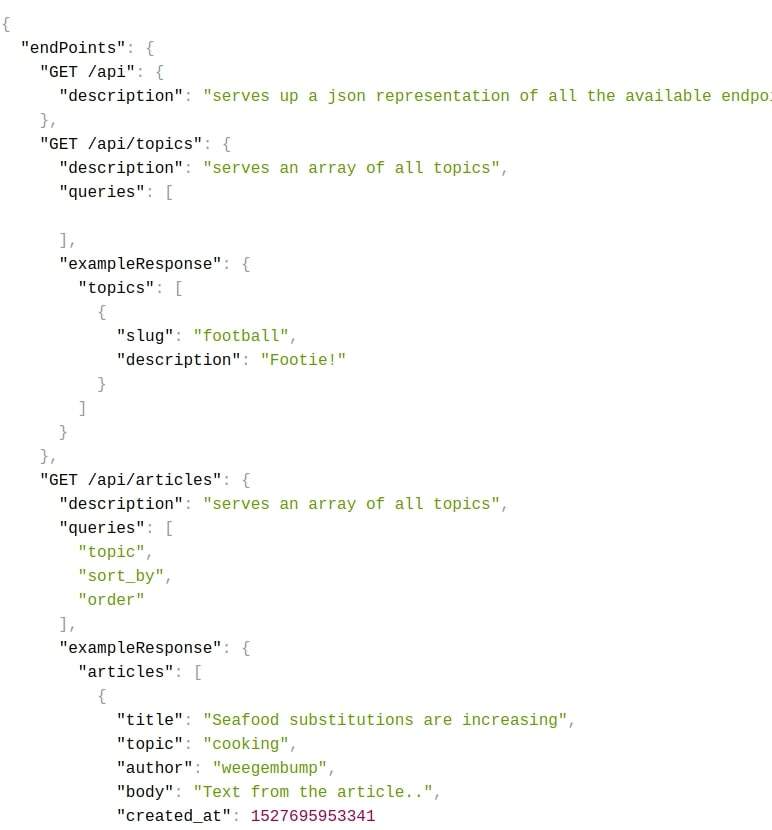 {
  "endPoints": {
    "GET /api": {
      "description": "serves up a json representation of all the available endpoi
    },
    "GET /api/topics": {
      "description": "serves an array of all topics",
      "queries": [

      ],
      "exampleResponse": {
        "topics": [
          {
            "slug": "football",
            "description": "Footie!"
          }
        ]
      }
    },
    "GET /api/articles": {
      "description": "serves an array of all topics",
      "queries": [
        "topic",
        "sort_by",
        "order"
      ],
      "exampleResponse": {
        "articles": [
          {
            "title": "Seafood substitutions are increasing",
            "topic": "cooking",
            "author": "weegembump",
            "body": "Text from the article..",
            "created_at": 1527695953341